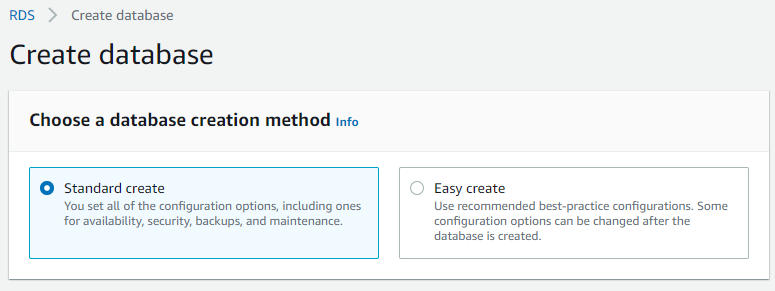 RDS > Create database
Create database
Choose a database creation method Info
Standard create
You set all of the configuration options, including ones
for availability, security, backups, and maintenance.
Easy create
Use recommended best-practice configurations. Some
configuration options can be changed after the
database is created.